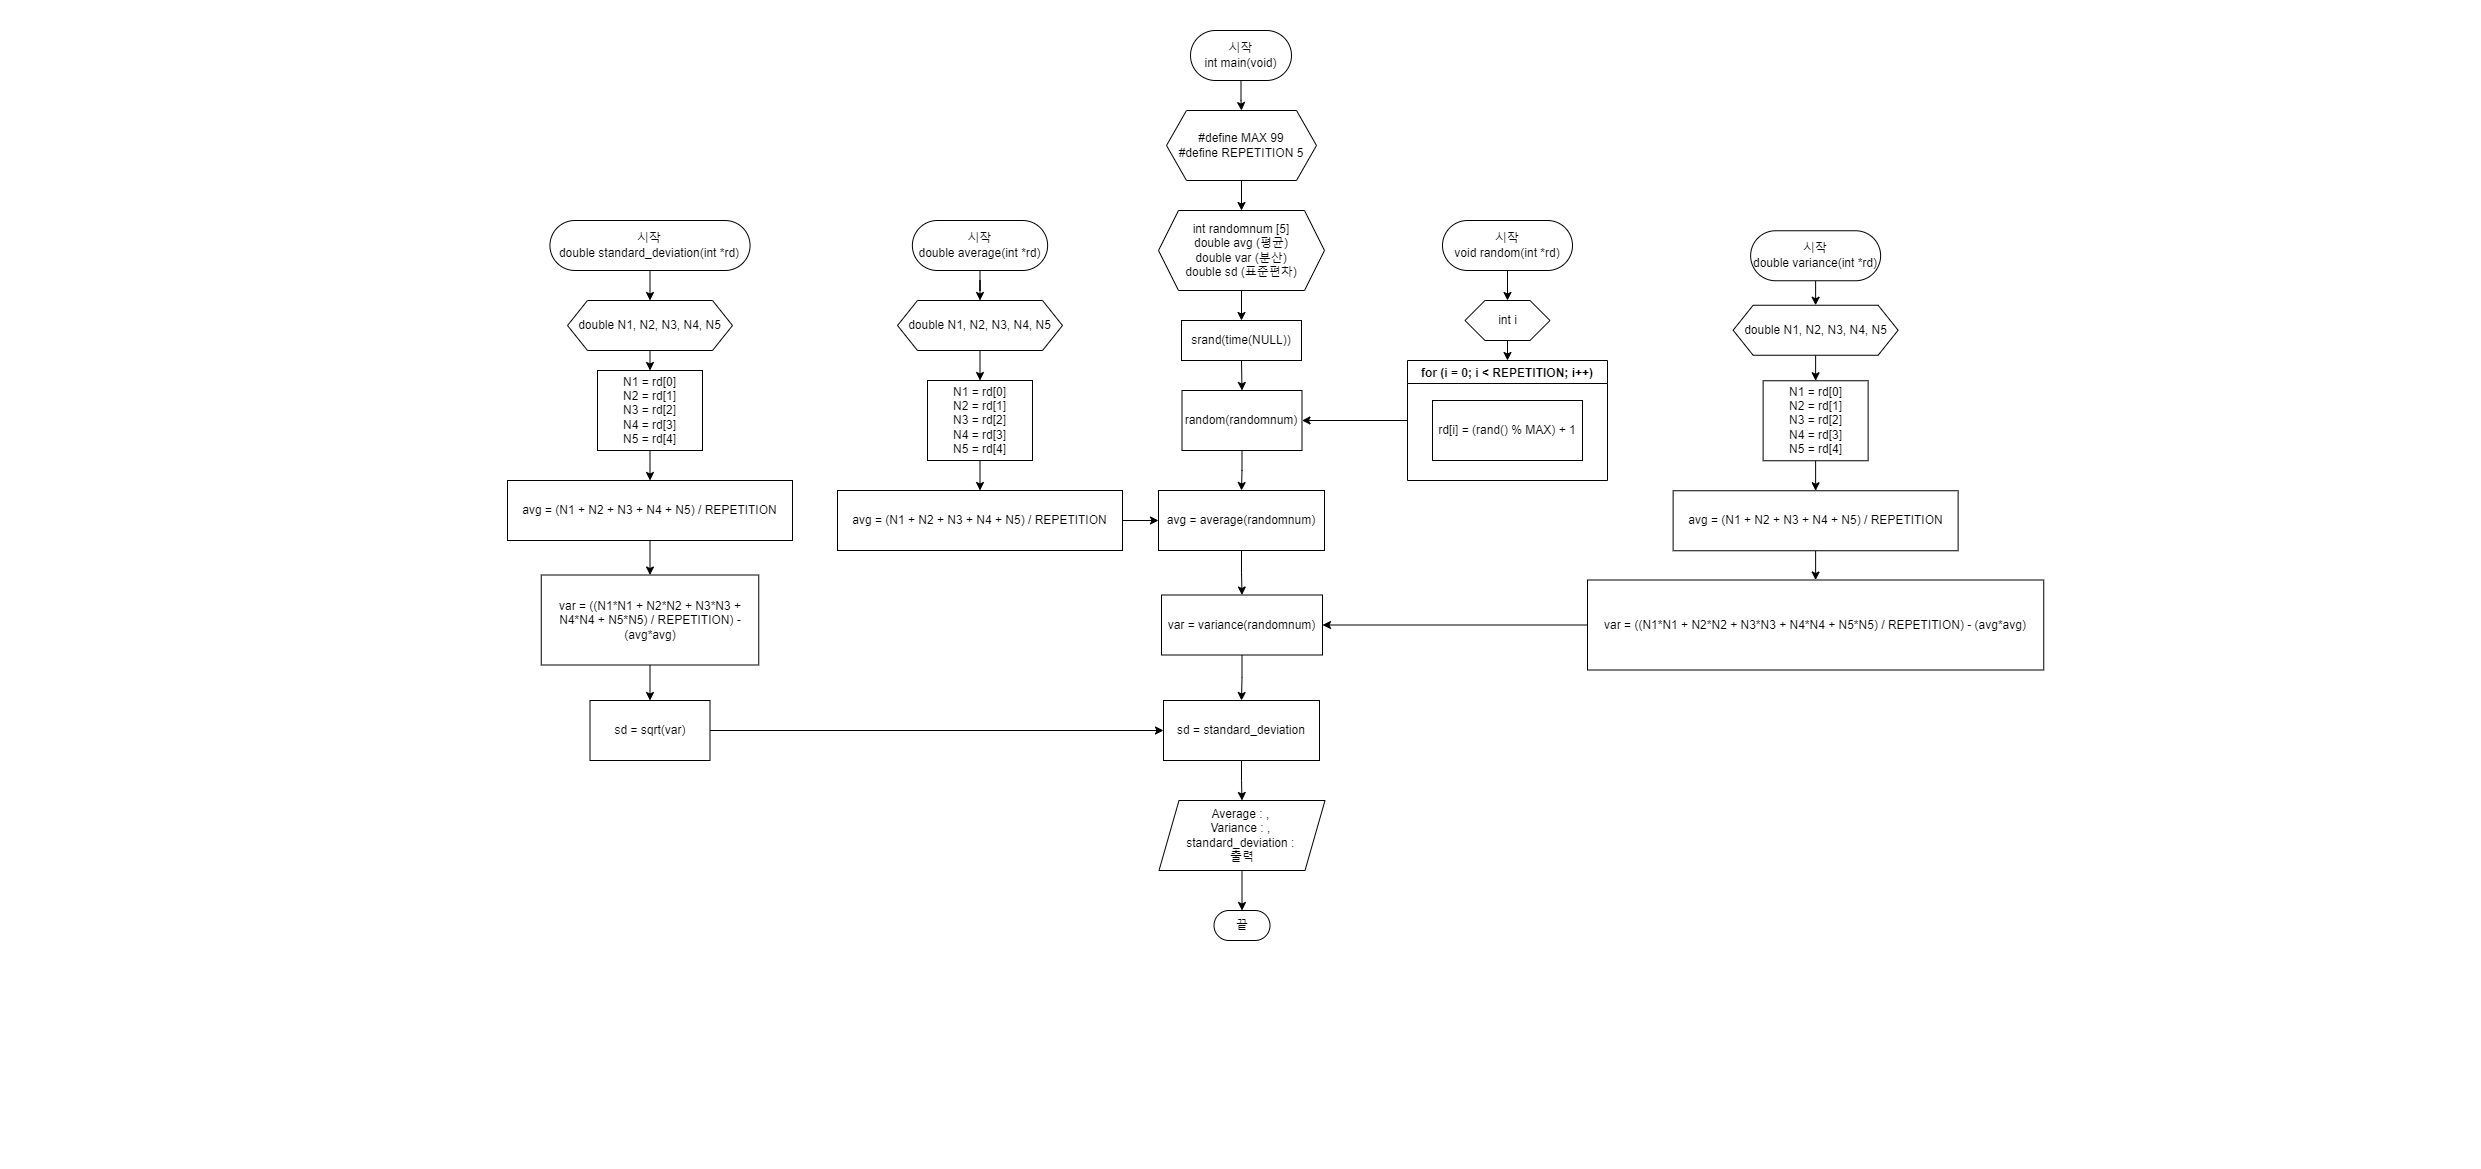 시작
int main(void)
#define MAX 99
#define REPETITION 5
int randomnum [5]
double avg (평균)
double var (분산)
double sd (표준편차)
srand(time(NULL))
random(randomnum)
avg = average(randomnum)
var = variance(randomnum)
sd = standard_deviation
Average : ,
Variance : ,
standard_deviation :
출력
끝
시작
double standard_deviation(int *rd)
double N1, N2, N3, N4, N5
N1 = rd[0]
N2 = rd[1]
N3 = rd[2]
N4 = rd[3]
N5 = rd[4]
avg = (N1 + N2 + N3 + N4 + N5) / REPETITION
var = ((N1*N1 + N2*N2 + N3*N3 +
N4*N4 + N5*N5) / REPETITION) -
(avg*avg)
sd = sqrt(var)
시작
double average(int *rd)
double N1, N2, N3, N4, N5
N1 = rd[0]
N2 = rd[1]
N3 = rd[2]
N4 = rd[3]
N5 = rd[4]
avg = (N1 + N2 + N3 + N4 + N5) / REPETITION
시작
void random(int *rd)
int i
for (i = 0; i < REPETITION; i++)
rd[i] = (rand() % MAX) + 1
시작
double variance(int *rd)
double N1, N2, N3, N4, N5
N1 = rd[0]
N2 = rd[1]
N3 = rd[2]
N4 = rd[3]
N5 = rd[4]
avg = (N1 + N2 + N3 + N4 + N5) / REPETITION
var = ((N1*N1 + N2*N2 + N3*N3 + N4*N4 + N5*N5) / REPETITION) - (avg*avg)